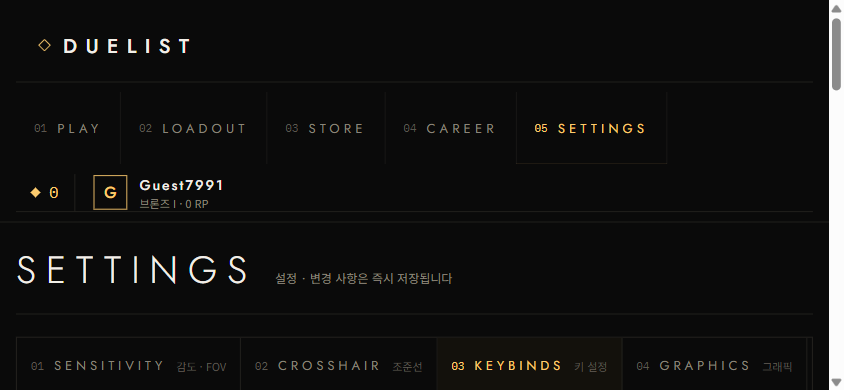 ◇ DUELIST
01 PLAY 02 LOADOUT 03 STORE 04 CAREER 05 SETTINGS
◆ 0 G Guest7991
브론즈 I · 0 RP
SETTINGS 설정 · 변경 사항은 즉시 저장됩니다
01 SENSITIVITY 감도 · FOV 02 CROSSHAIR 조준선 03 KEYBINDS 키 설정 04 GRAPHICS 그래픽